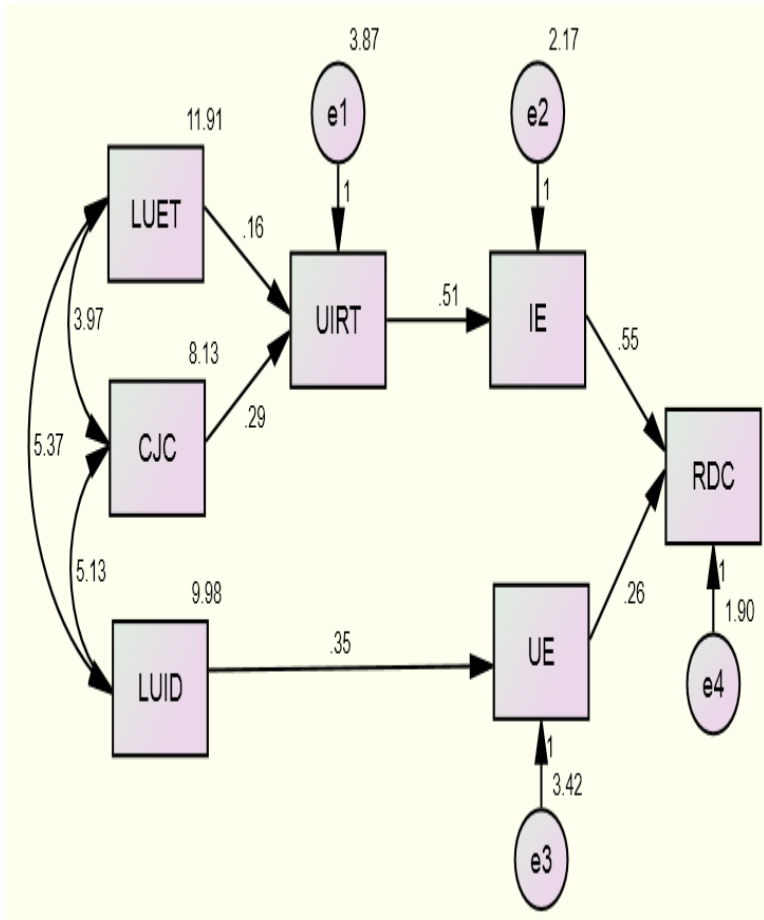 3.87
2.17
e1
e2
11.91
1
1
LUET
.16
3.97
UIRT
.51
IE
8.13
.55
.29
5.37
CJC
RDC
5.13
9.98
1
.26
1.90
.35
UE
LUID
e4
1
3.42
e3